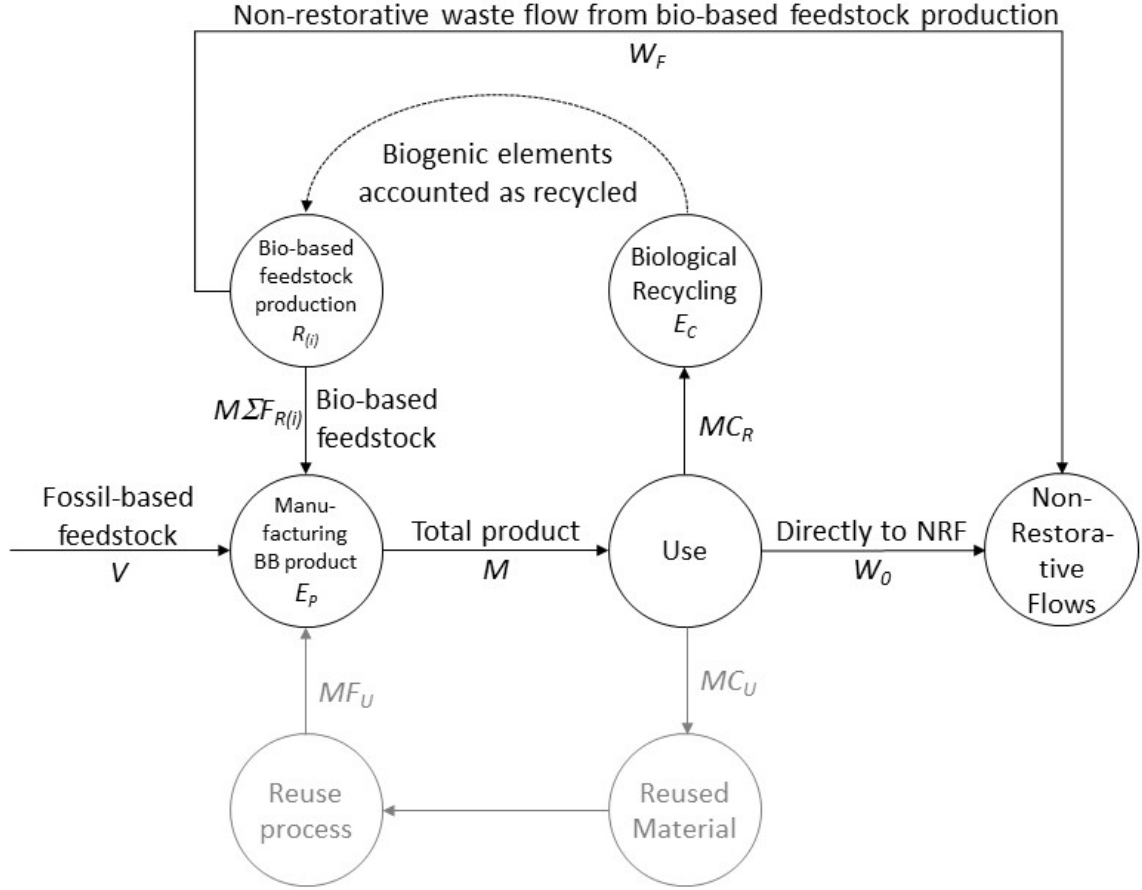 Non-restorative waste flow from bio-based feedstock production
W_F
Biogenic elements
accounted as recycled
Bio-based
feedstock
production
R_(i)
Biological
Recycling
E_C
MΣF_R(i)
Bio-based
feedstock
MC_R
Fossil-based
feedstock
V
Manu-
facturing
BB product
E_P
Total product
M
Use
Directly to NRF
W_0
Non-
Restora-
tive
Flows
MF_U
MC_U
Reuse
process
Reused
Material